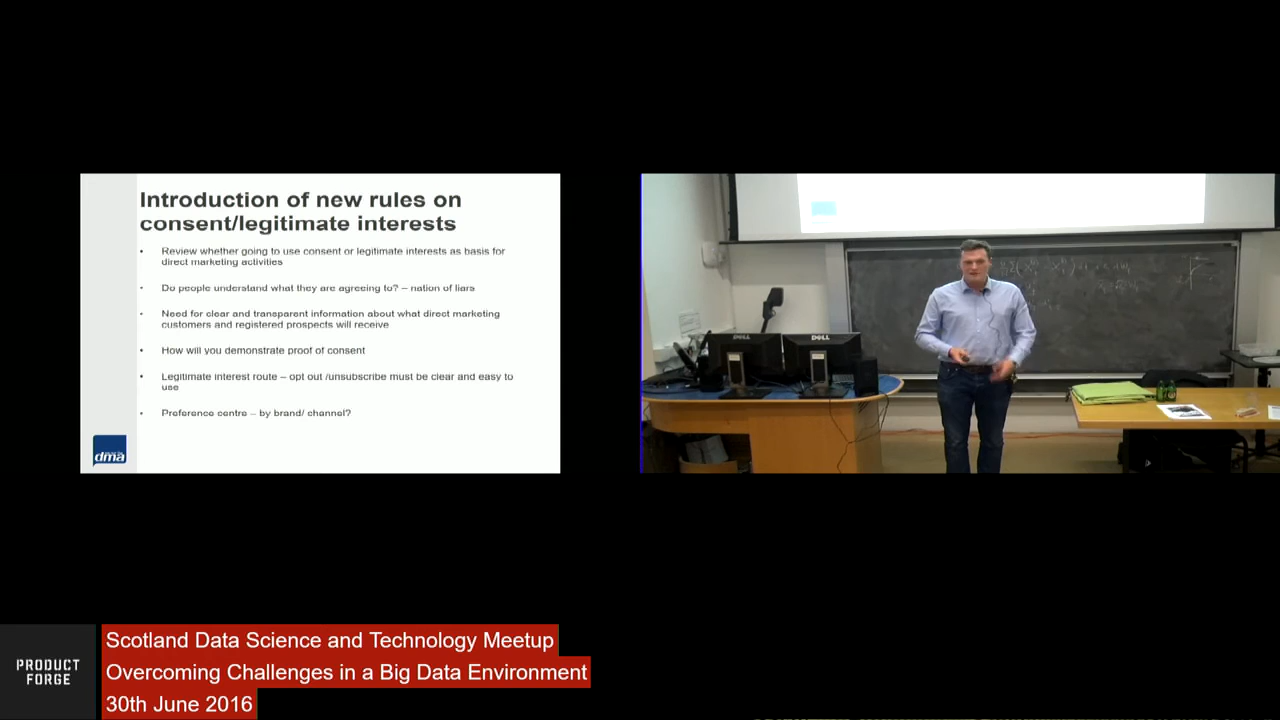 Introduction of new rules on
consent/legitimate interests
• Review whether going to use consent or legitimate interests as basis for
direct marketing activities
• Do people understand what they are agreeing to? – nation of liars
• Need for clear and transparent information about what direct marketing
customers and registered prospects will receive
• How will you demonstrate proof of consent
• Legitimate interest route – opt out /unsubscribe must be clear and easy to
use
• Preference centre – by brand/ channel?
dma
DELL
DELL
PRODUCT
FORGE
Scotland Data Science and Technology Meetup
Overcoming Challenges in a Big Data Environment
30th June 2016